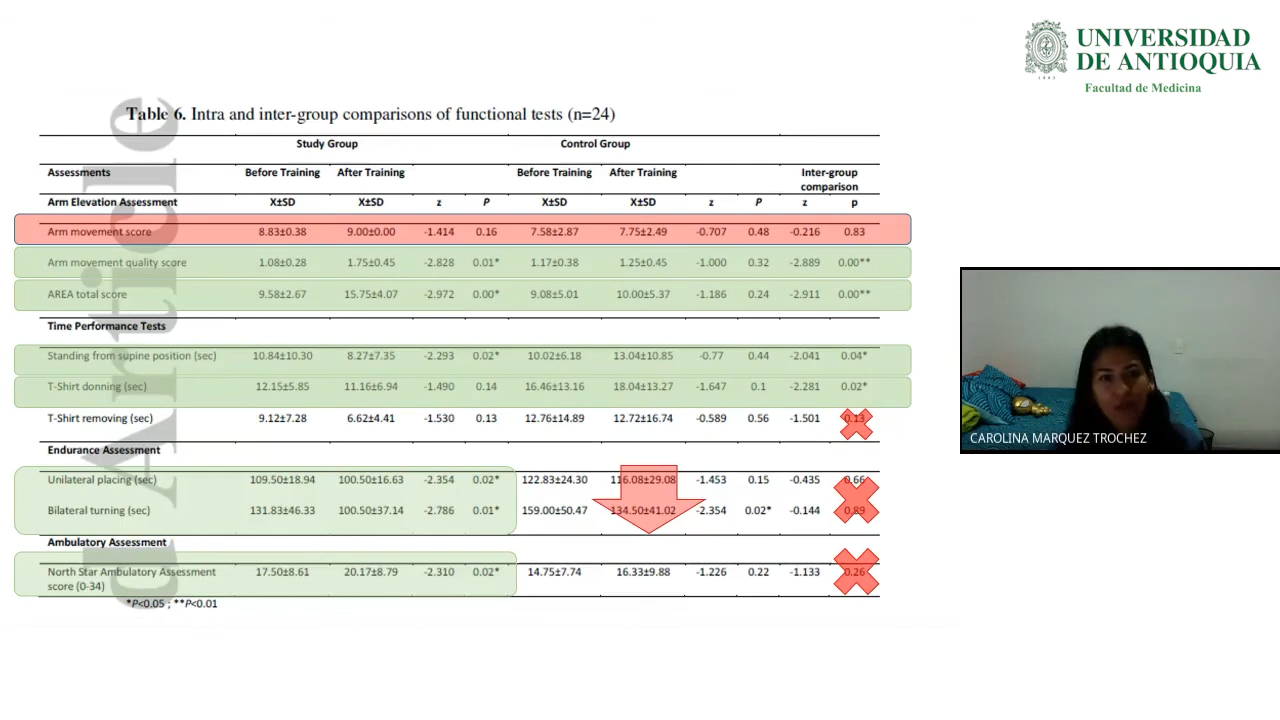 UNIVERSIDAD
DE ANTIOQUIA
1803
Facultad de Medicina
Table 6. Intra and inter-group comparisons of functional tests (n=24)
Study Group Control Group
Assessments Before Training After Training Before Training After Training Inter-group comparison
Arm Elevation Assessment X±SD X±SD z P X±SD X±SD z P z p
Arm movement score 8.83±0.38 9.00±0.00 -1.414 0.16 7.58±2.87 7.75±2.49 -0.707 0.48 -0.216 0.83
Arm movement quality score 1.08±0.28 1.75±0.45 -2.828 0.01* 1.17±0.38 1.25±0.45 -1.000 0.32 -2.889 0.00**
AREA total score 9.58±2.67 15.75±4.07 -2.972 0.00* 9.08±5.01 10.00±5.37 -1.186 0.24 -2.911 0.00**
Time Performance Tests
Standing from supine position (sec) 10.84±10.30 8.27±7.35 -2.293 0.02* 10.02±6.18 13.04±10.85 -0.77 0.44 -2.041 0.04*
T-Shirt donning (sec) 12.15±5.85 11.16±6.94 -1.490 0.14 16.46±13.16 18.04±13.27 -1.647 0.1 -2.281 0.02*
T-Shirt removing (sec) 9.12±7.28 6.62±4.41 -1.530 0.13 12.76±14.89 12.72±16.74 -0.589 0.56 -1.501 0.13
Endurance Assessment
Unilateral placing (sec) 109.50±18.94 100.50±16.63 -2.354 0.02* 122.83±24.30 116.08±29.08 -1.453 0.15 -0.435 0.66
Bilateral turning (sec) 131.83±46.33 100.50±37.14 -2.786 0.01* 159.00±50.47 134.50±41.02 -2.354 0.02* -0.144 0.89
Ambulatory Assessment
North Star Ambulatory Assessment 17.50±8.61 20.17±8.79 -2.310 0.02* 14.75±7.74 16.33±9.88 -1.226 0.22 -1.133 0.26
score (0-34)
*P<0.05 ; **P<0.01
d Article
CAROLINA MARQUEZ TROCHEZ